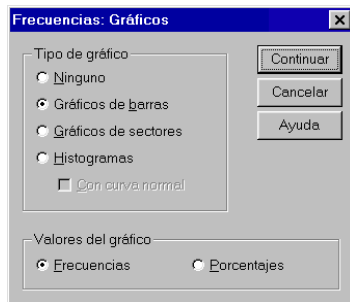 Frecuencias: Gráficos
Tipo de gráfico
Ninguno
Gráficos de barras
Gráficos de sectores
Histogramas
Con curva normal
Continuar
Cancelar
Ayuda
Valores del gráfico
Frecuencias
Porcentajes